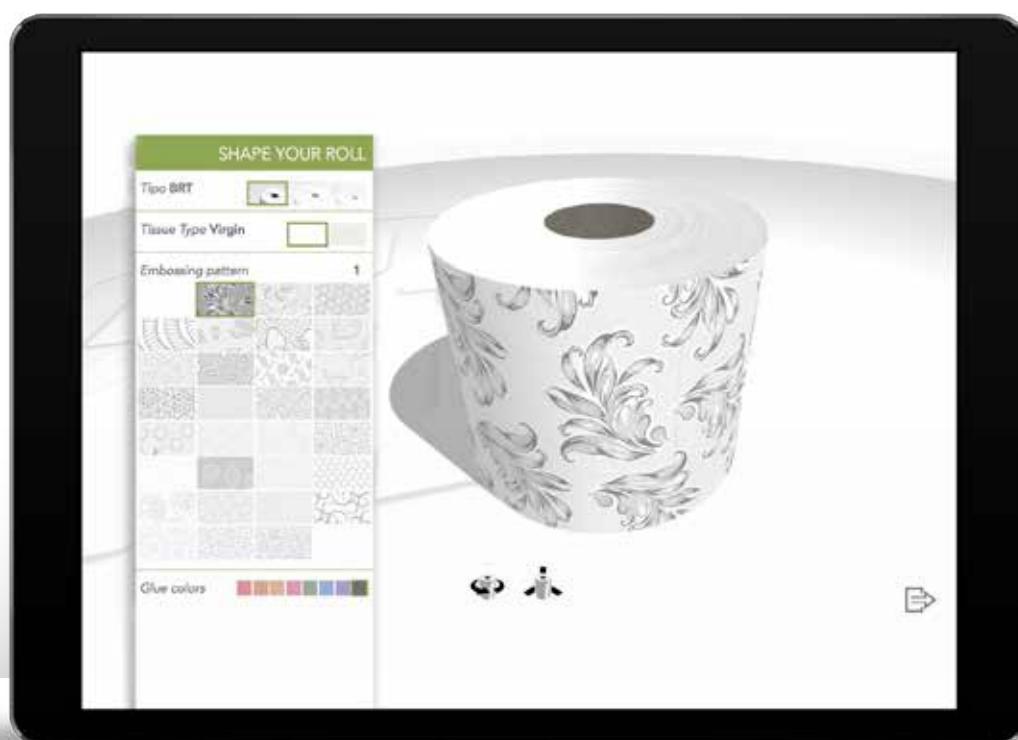 SHAPE YOUR ROLL
Tipo BRT
Tissue Type Virgin
Embossing pattern 1
Glue colors